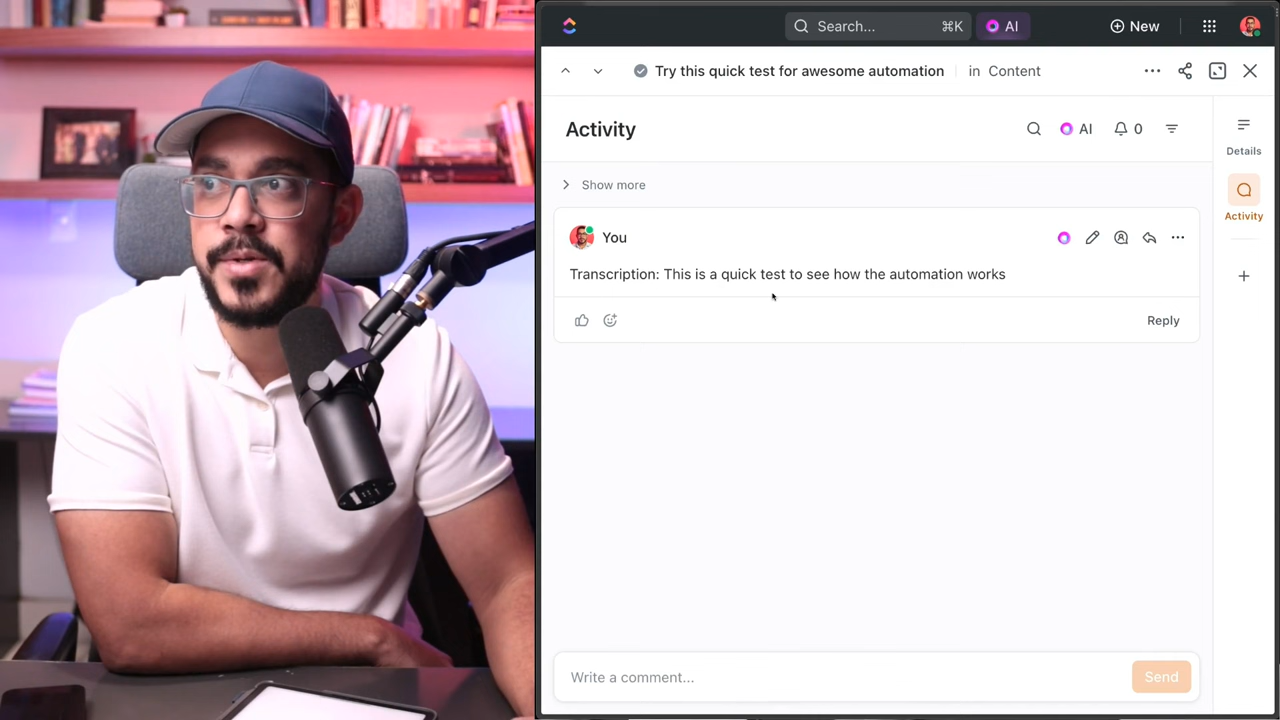 Search...
⌘K
AI
New
Try this quick test for awesome automation
in Content
Activity
AI
0
Details
Show more
Activity
You
Transcription: This is a quick test to see how the automation works
Reply
Write a comment...
Send